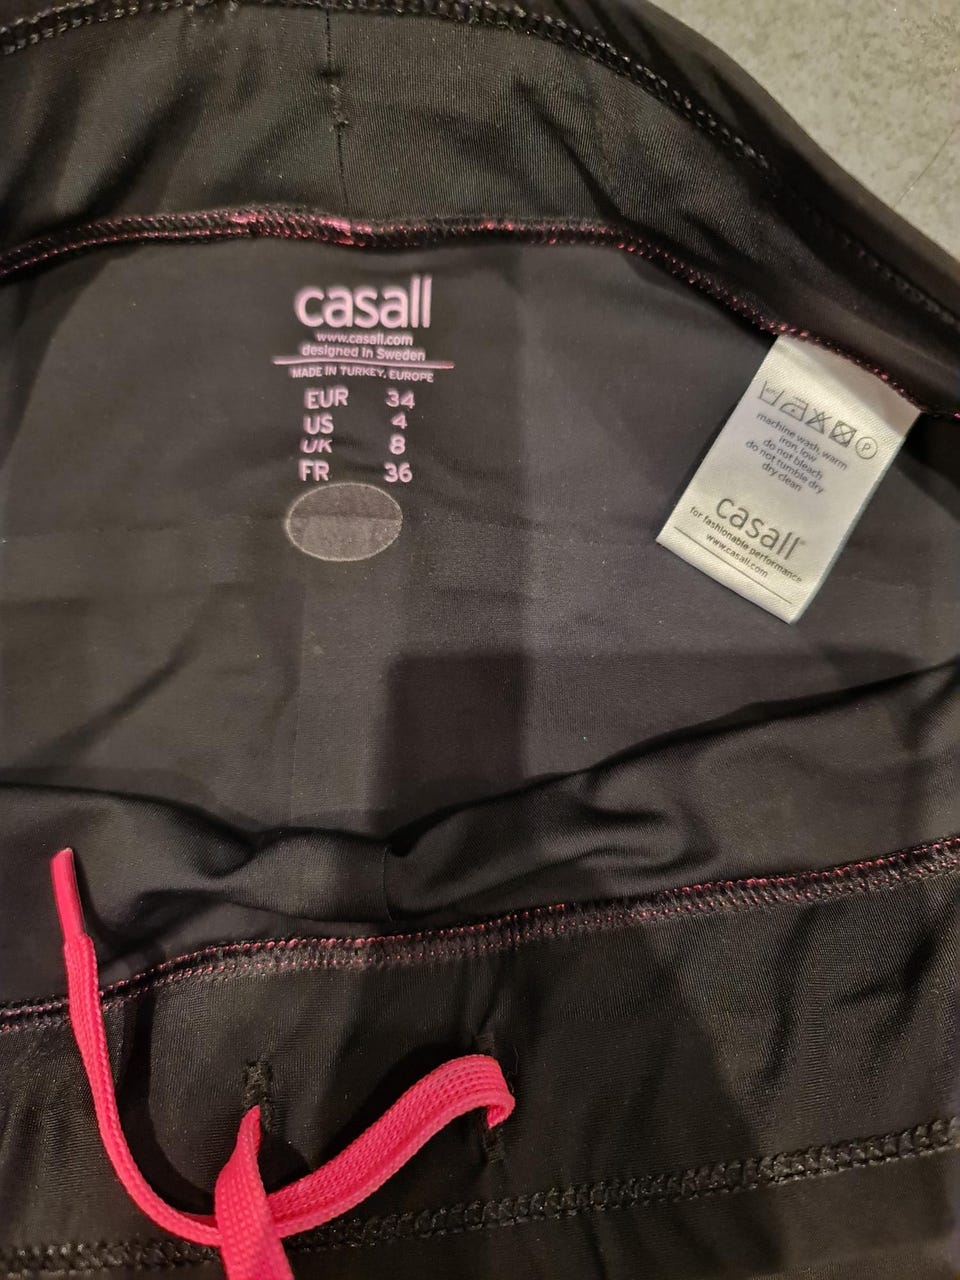 casall
www.casall.com
designed in Sweden
MADE IN TURKEY, EUROPE
EUR 34
US 4
UK 8
FR 36
P
machine wash, warm
iron, low
do not bleach
do not tumble dry
dry clean
casall®
for fashionable performance
www.casall.com